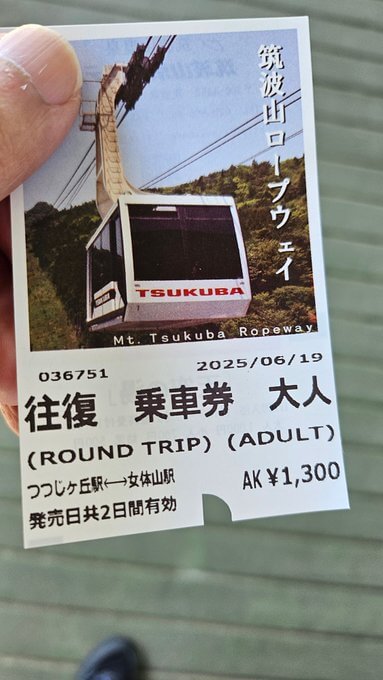 筑波山ロープウェイ
TSUKUBA
Mt. Tsukuba Ropeway
036751 2025/06/19
往復 乗車券 大人
(ROUND TRIP) (ADULT)
つつじヶ丘駅⟷女体山駅 AK ¥1,300
発売日共2日間有効